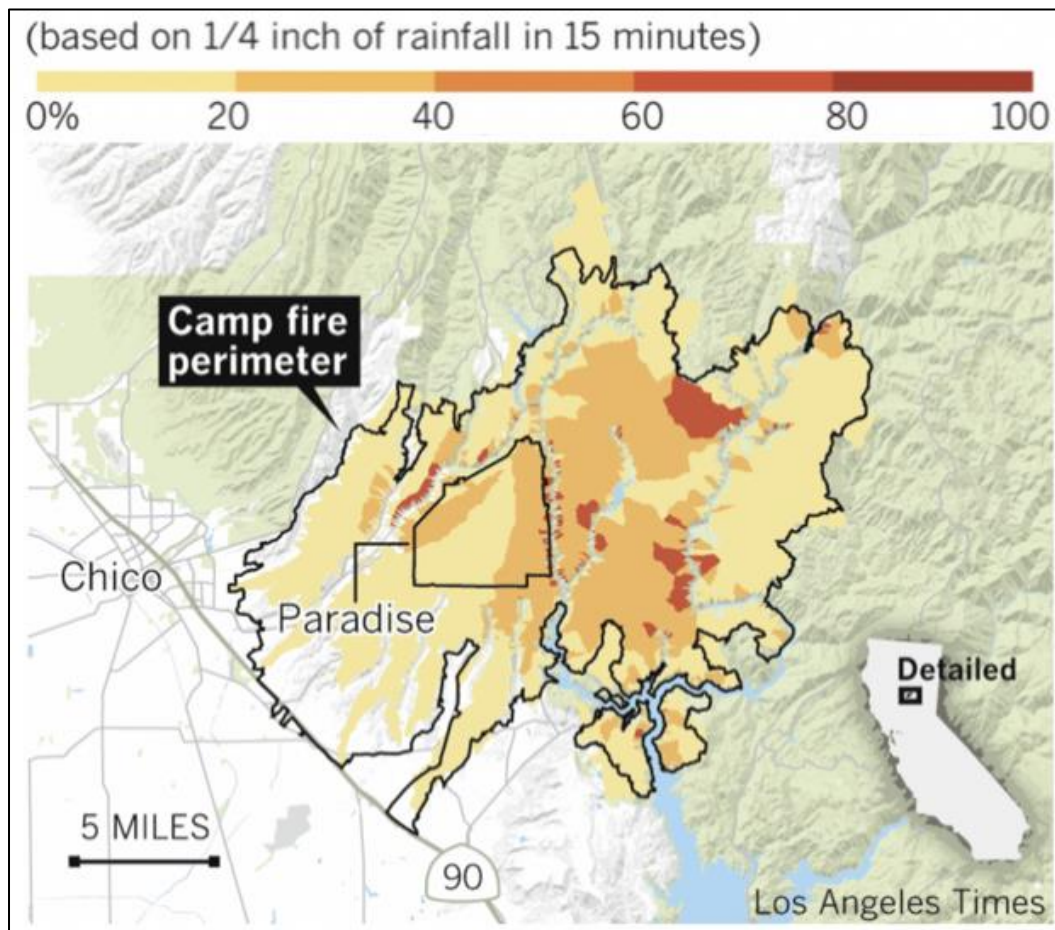 (based on 1/4 inch of rainfall in 15 minutes)
0% 20 40 60 80 100
Camp fire
perimeter
Chico
Paradise
Detailed
5 MILES
90
Los Angeles Times